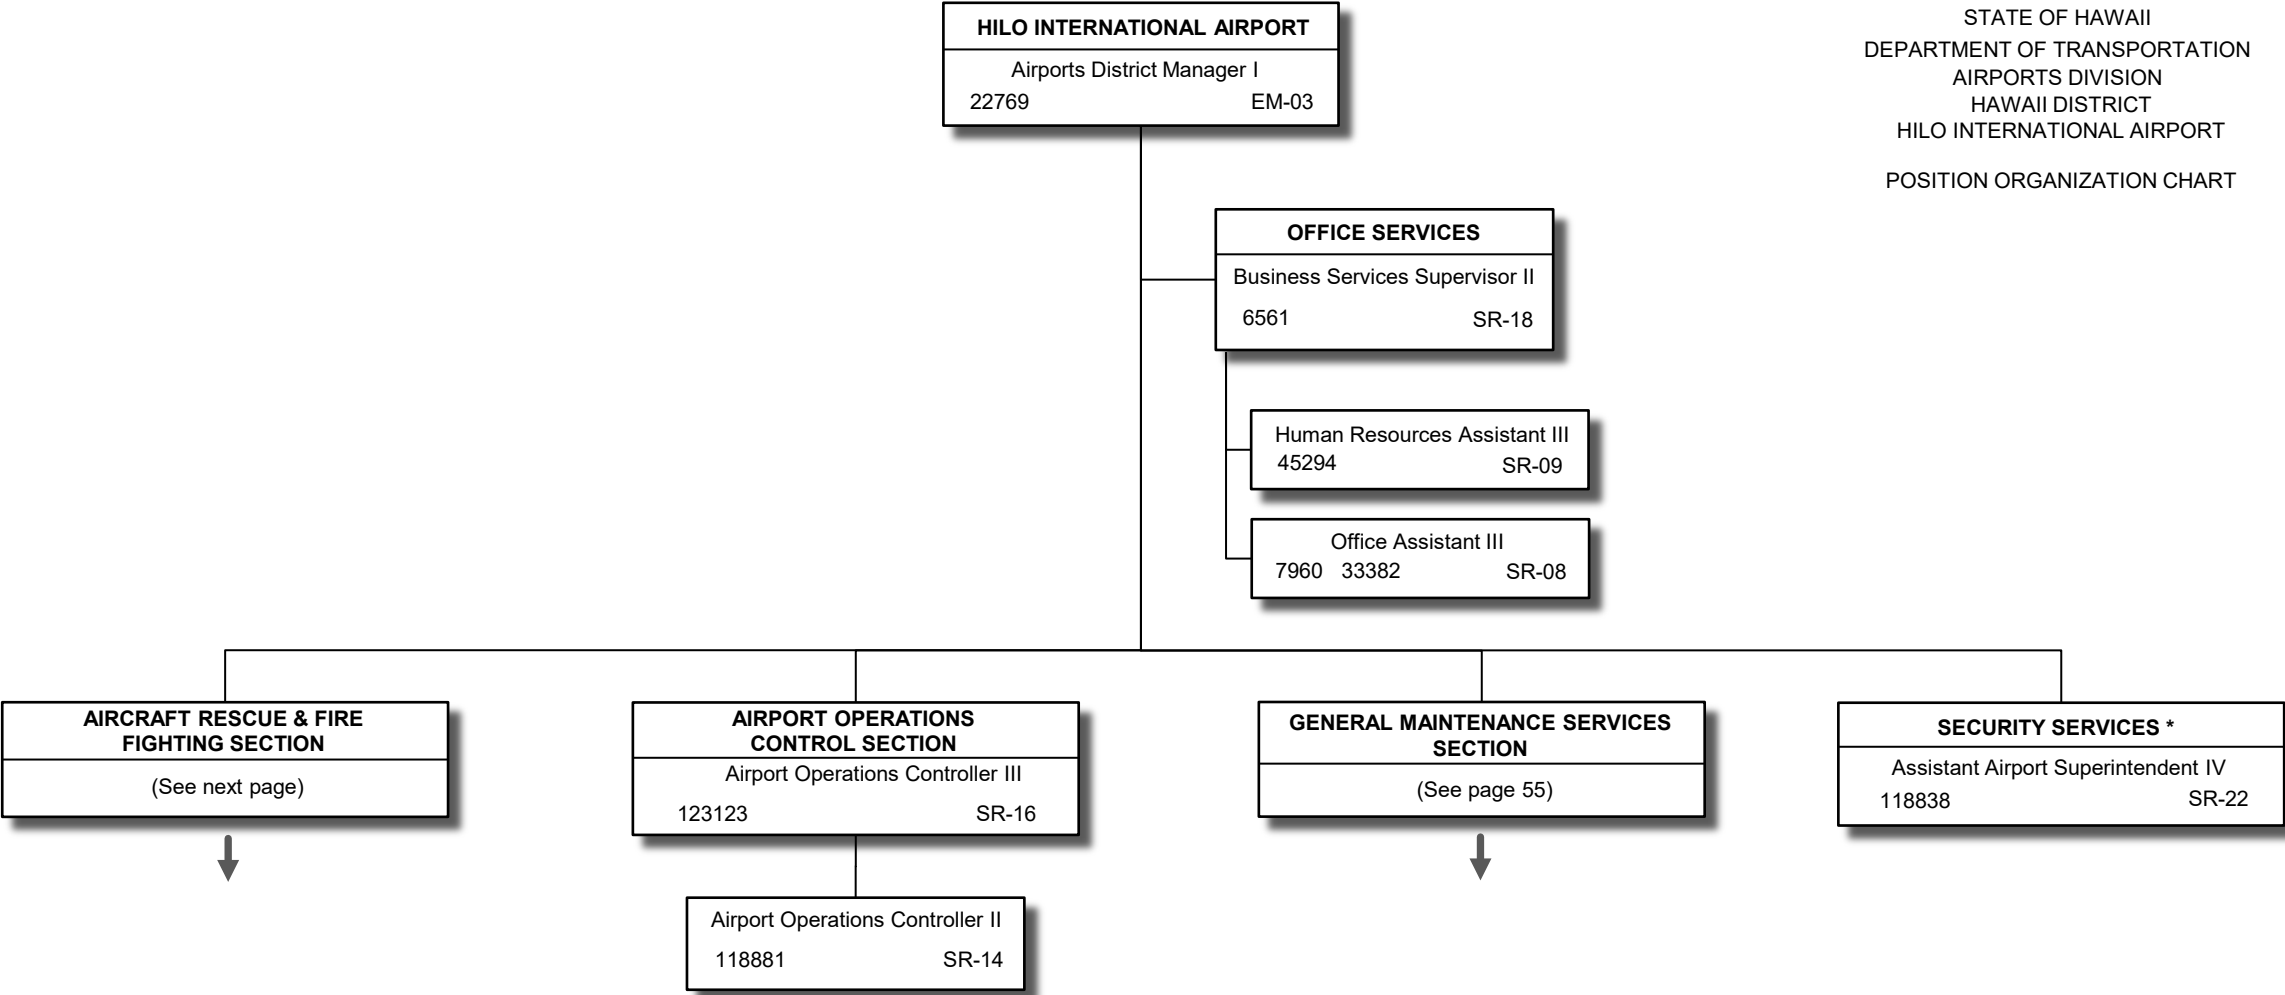 HILO INTERNATIONAL AIRPORT
Airports District Manager I
22769 EM-03
STATE OF HAWAII
DEPARTMENT OF TRANSPORTATION
AIRPORTS DIVISION
HAWAII DISTRICT
HILO INTERNATIONAL AIRPORT
POSITION ORGANIZATION CHART
OFFICE SERVICES
Business Services Supervisor II
6561 SR-18
Human Resources Assistant III
45294 SR-09
Office Assistant III
7960 33382 SR-08
AIRCRAFT RESCUE & FIRE
FIGHTING SECTION
(See next page)
AIRPORT OPERATIONS
CONTROL SECTION
Airport Operations Controller III
123123 SR-16
Airport Operations Controller II
118881 SR-14
GENERAL MAINTENANCE SERVICES
SECTION
(See page 55)
SECURITY SERVICES *
Assistant Airport Superintendent IV
118838 SR-22